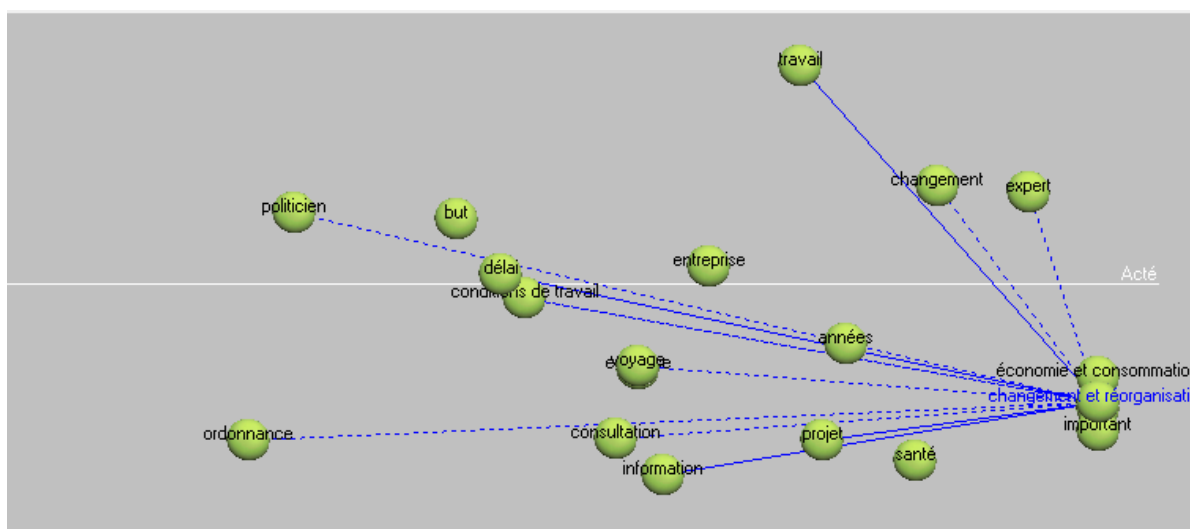 travail
changement
expert
politicien
but
délai
entreprise
Acté
conditions de travail
années
voyage
économie et consommatio
changement et réorganisati
important
ordonnance
consultation
projet
santé
information